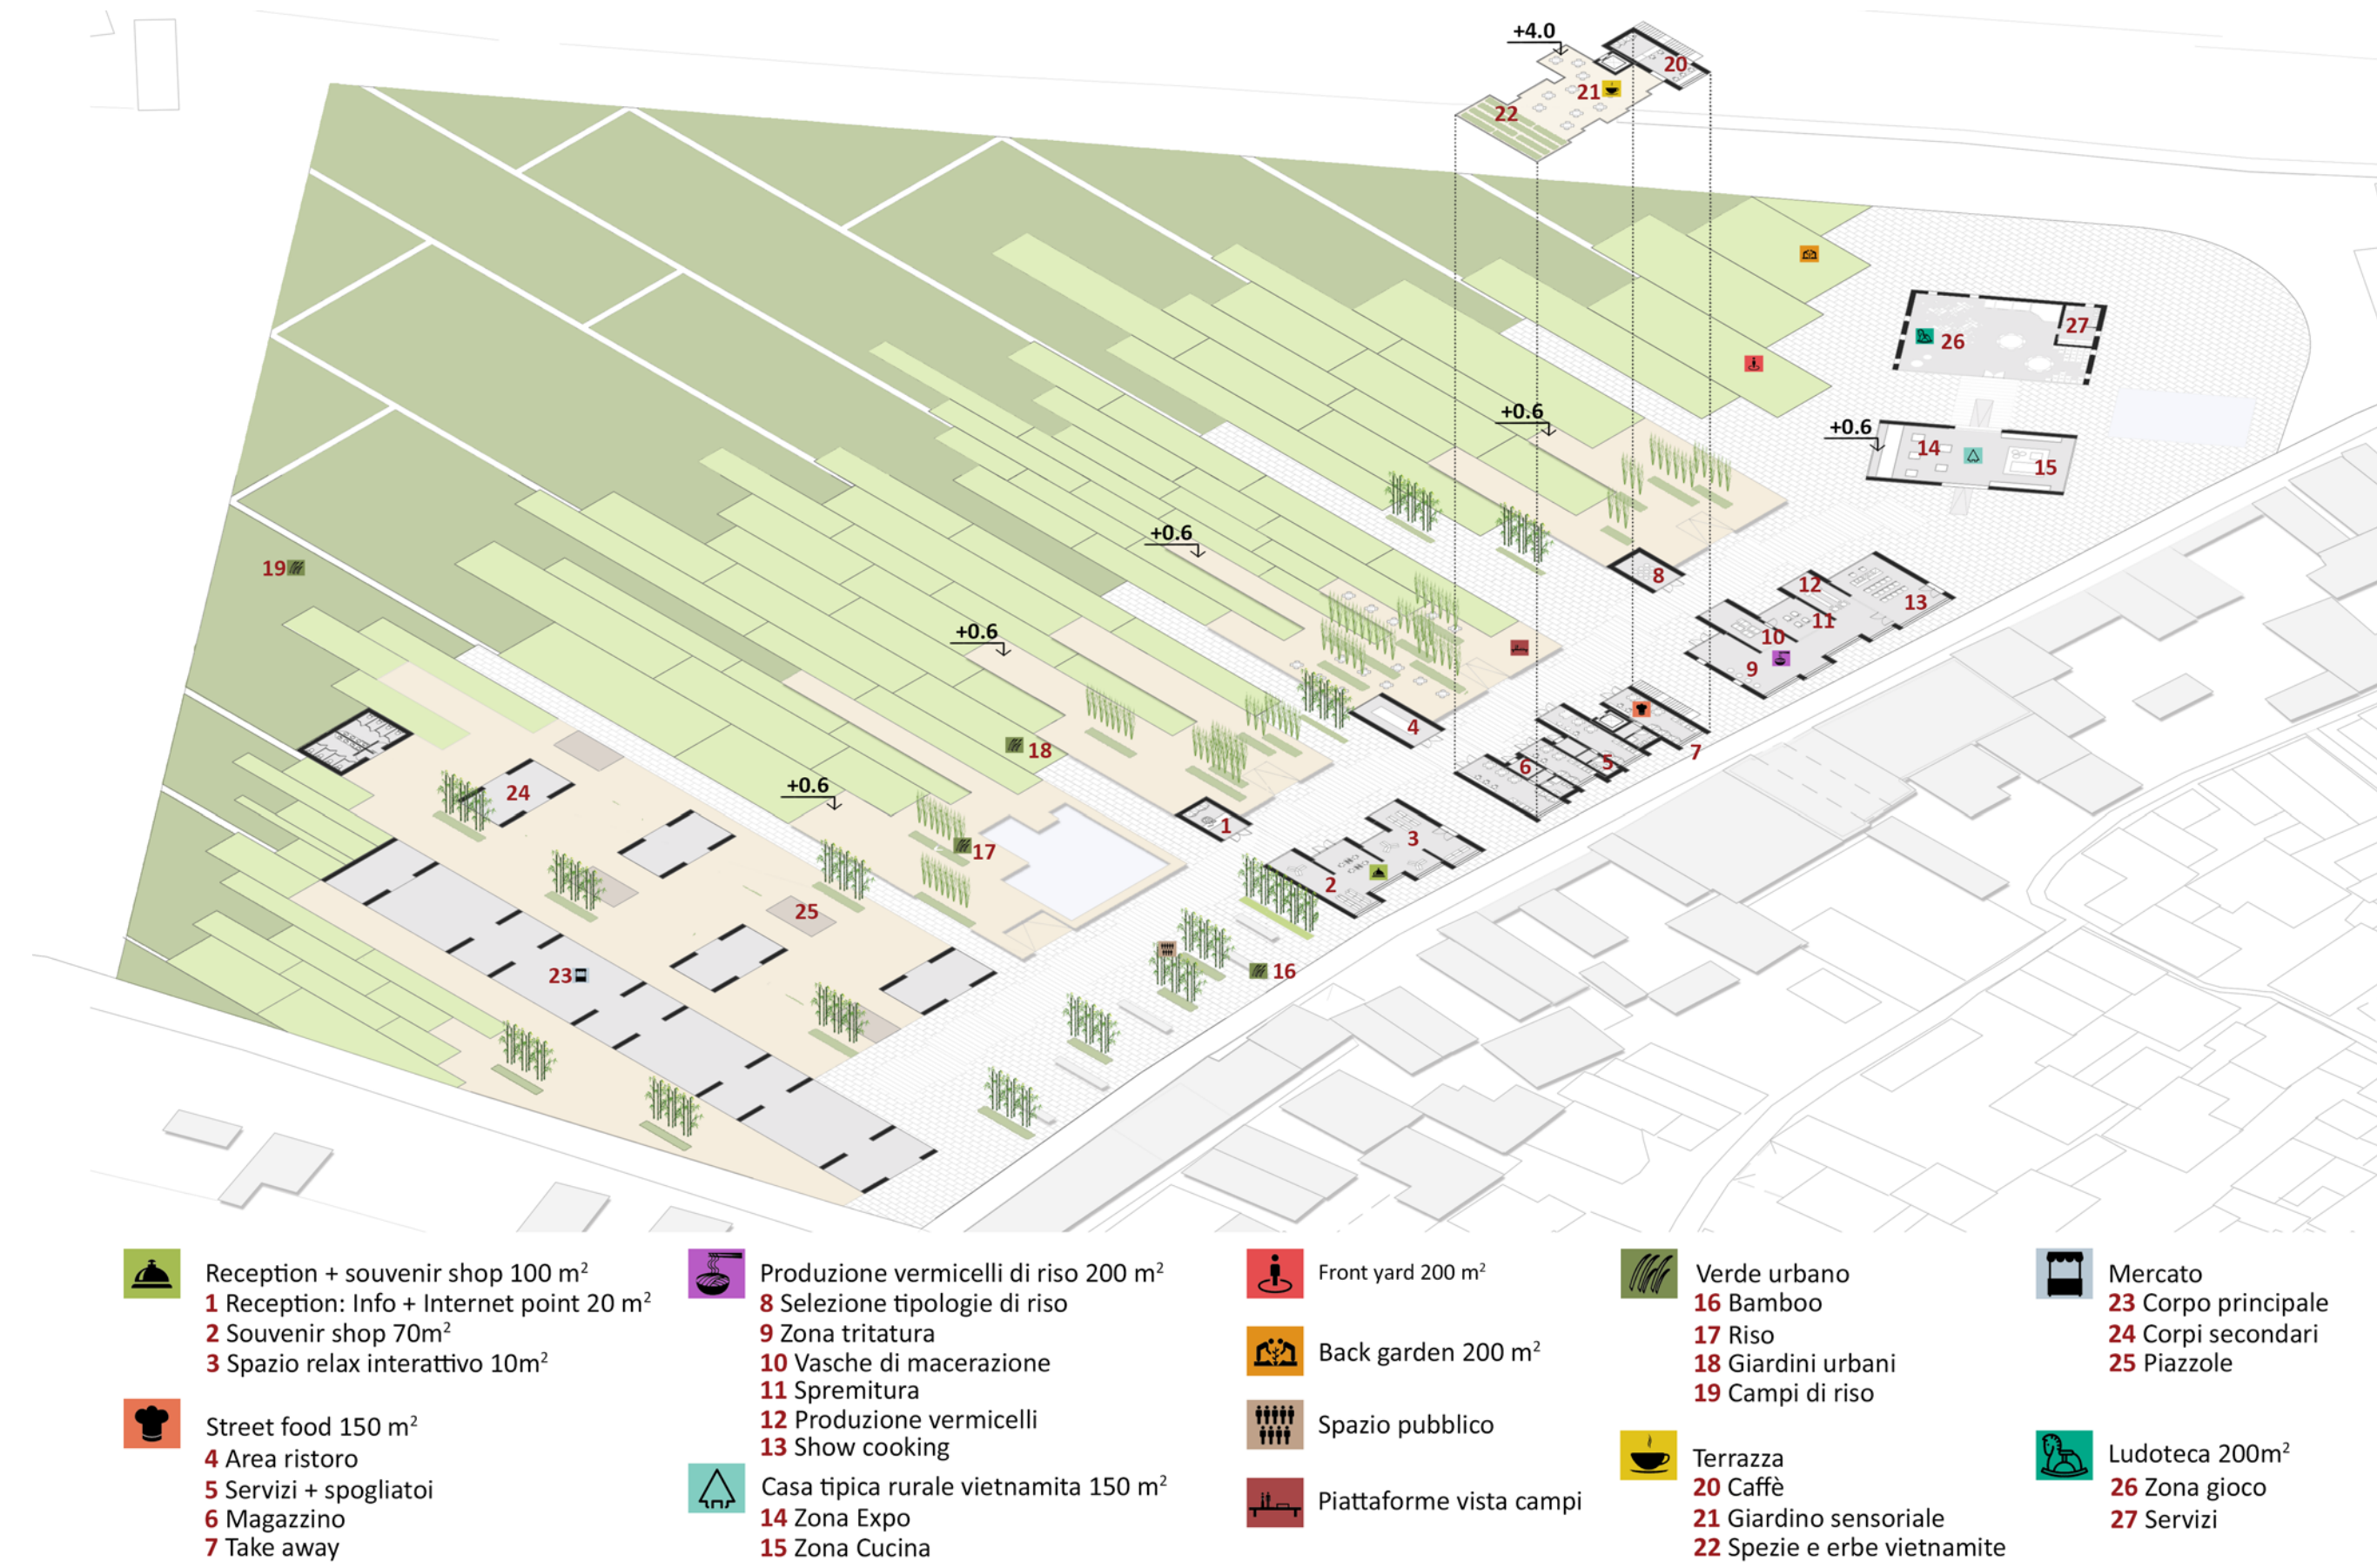 +4.0
20
21
22
26
27
+0.6
+0.6
14
15
+0.6
19
8
12
13
11
10
9
+0.6
4
18
7
5
6
24
+0.6
1
3
17
2
25
23
16
Reception + souvenir shop 100 m²
1 Reception: Info + Internet point 20 m²
2 Souvenir shop 70m²
3 Spazio relax interattivo 10m²
Street food 150 m²
4 Area ristoro
5 Servizi + spogliatoi
6 Magazzino
7 Take away
Produzione vermicelli di riso 200 m²
8 Selezione tipologie di riso
9 Zona tritatura
10 Vasche di macerazione
11 Spremitura
12 Produzione vermicelli
13 Show cooking
Casa tipica rurale vietnamita 150 m²
14 Zona Expo
15 Zona Cucina
Front yard 200 m²
Back garden 200 m²
Spazio pubblico
Piattaforme vista campi
Verde urbano
16 Bamboo
17 Riso
18 Giardini urbani
19 Campi di riso
Terrazza
20 Caffè
21 Giardino sensoriale
22 Spezie e erbe vietnamite
Mercato
23 Corpo principale
24 Corpi secondari
25 Piazzole
Ludoteca 200m²
26 Zona gioco
27 Servizi